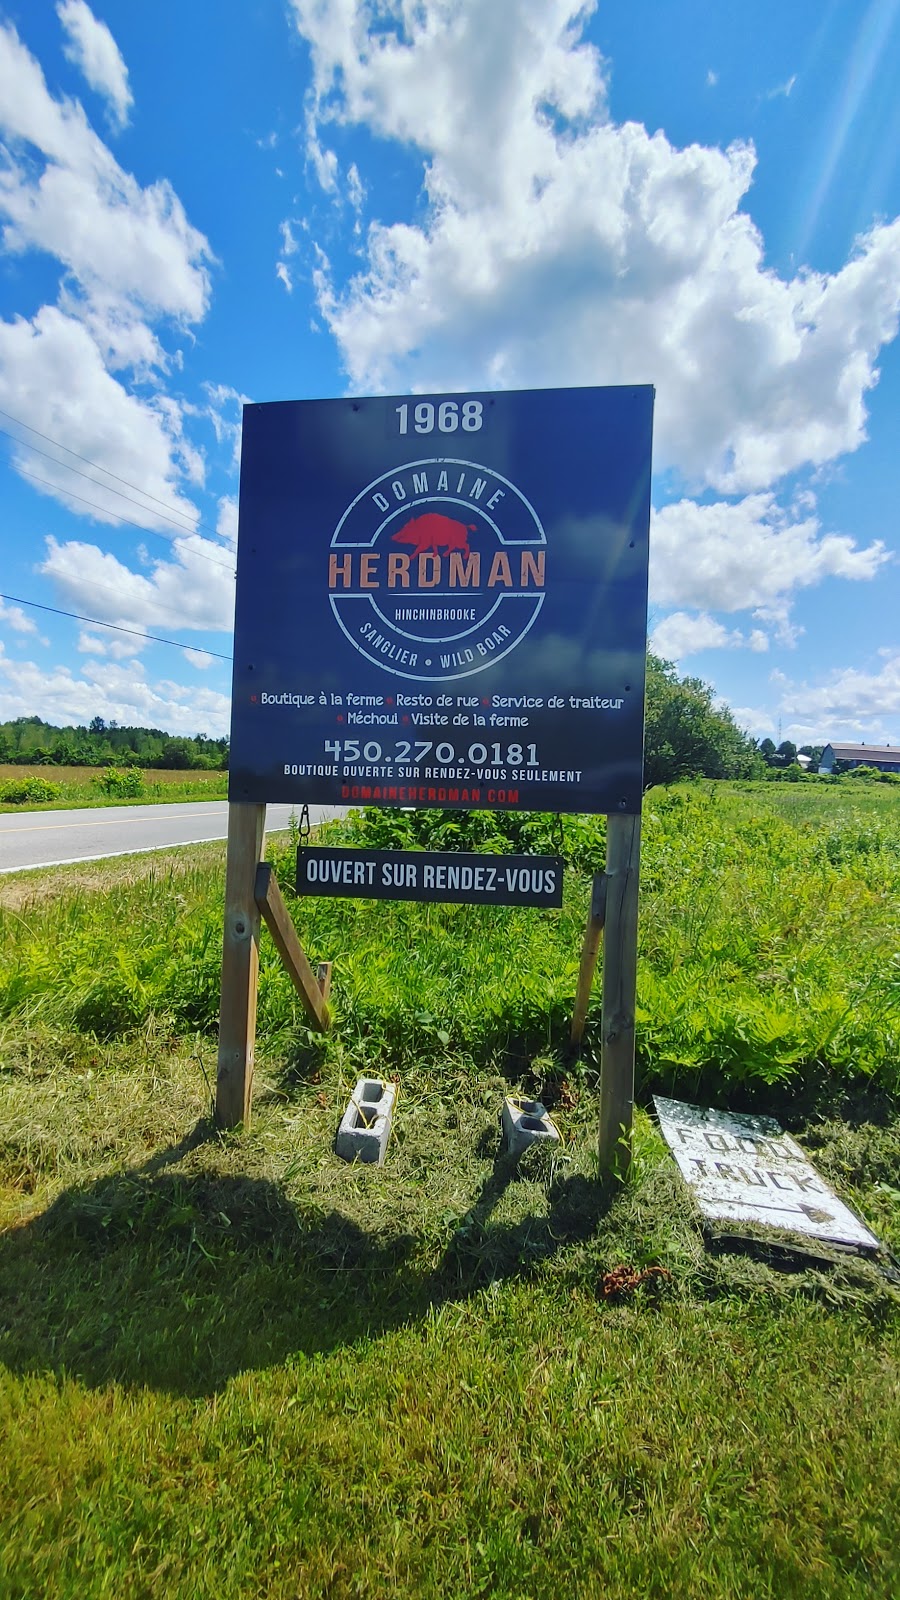 1968
DOMAINE
HERDMAN
HINCHINBROOKE
SANGLIER • WILD BOAR
• Boutique à la ferme • Resto de rue • Service de traiteur
• Méchoui • Visite de la ferme
450.270.0181
BOUTIQUE OUVERTE SUR RENDEZ-VOUS SEULEMENT
DOMAINEHERDMAN.COM
OUVERT SUR RENDEZ-VOUS
FOOD
TRUCK